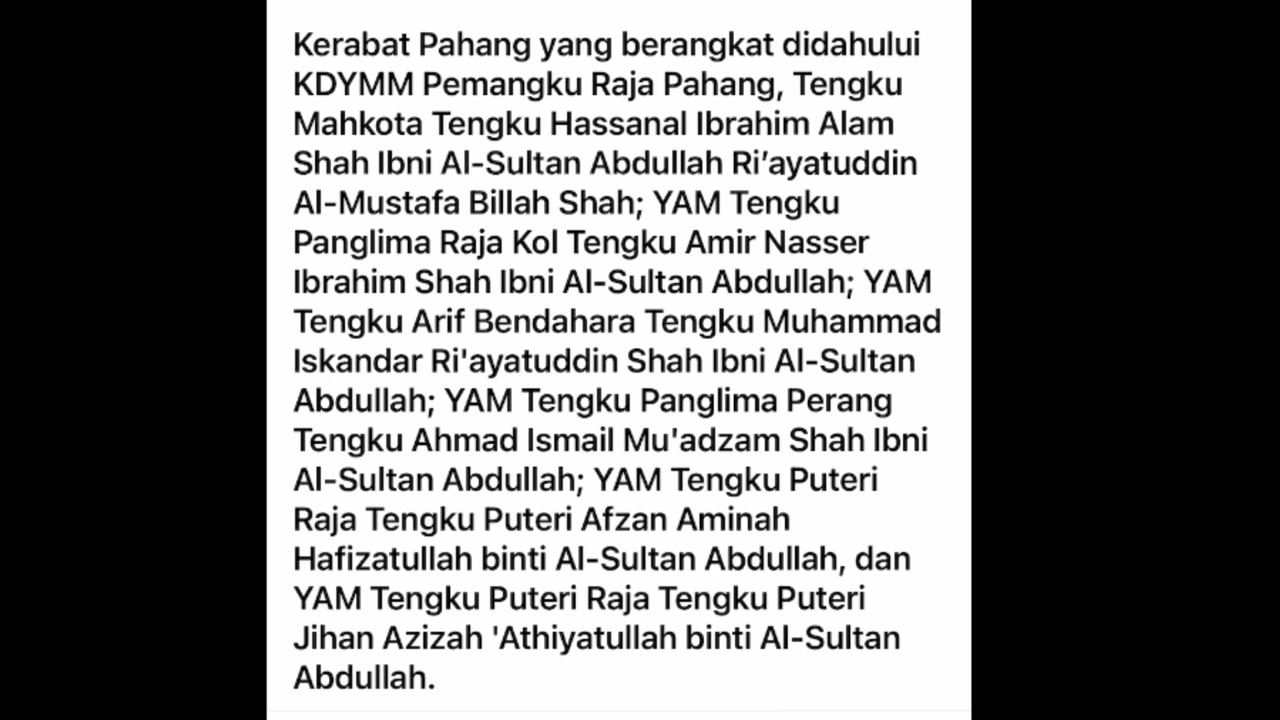 Kerabat Pahang yang berangkat didahului
KDYMM Pemangku Raja Pahang, Tengku
Mahkota Tengku Hassanal Ibrahim Alam
Shah Ibni Al-Sultan Abdullah Ri’ayatuddin
Al-Mustafa Billah Shah; YAM Tengku
Panglima Raja Kol Tengku Amir Nasser
Ibrahim Shah Ibni Al-Sultan Abdullah; YAM
Tengku Arif Bendahara Tengku Muhammad
Iskandar Ri'ayatuddin Shah Ibni Al-Sultan
Abdullah; YAM Tengku Panglima Perang
Tengku Ahmad Ismail Mu'adzam Shah Ibni
Al-Sultan Abdullah; YAM Tengku Puteri
Raja Tengku Puteri Afzan Aminah
Hafizatullah binti Al-Sultan Abdullah, dan
YAM Tengku Puteri Raja Tengku Puteri
Jihan Azizah 'Athiyatullah binti Al-Sultan
Abdullah.